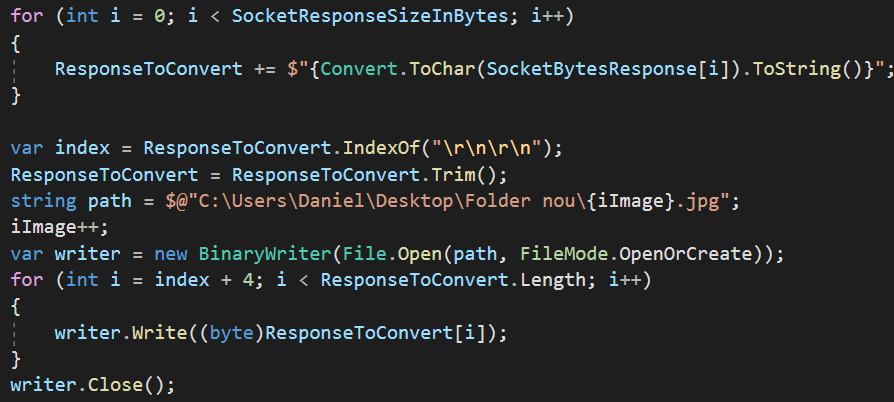 for (int i = 0; i < SocketResponseSizeInBytes; i++)
{
    ResponseToConvert += $"{Convert.ToChar(SocketBytesResponse[i]).ToString()}";
}

var index = ResponseToConvert.IndexOf("\r\n\r\n");
ResponseToConvert = ResponseToConvert.Trim();
string path = $@"C:\Users\Daniel\Desktop\Folder nou\{iImage}.jpg";
iImage++;
var writer = new BinaryWriter(File.Open(path, FileMode.OpenOrCreate));
for (int i = index + 4; i < ResponseToConvert.Length; i++)
{
    writer.Write((byte)ResponseToConvert[i]);
}
writer.Close();